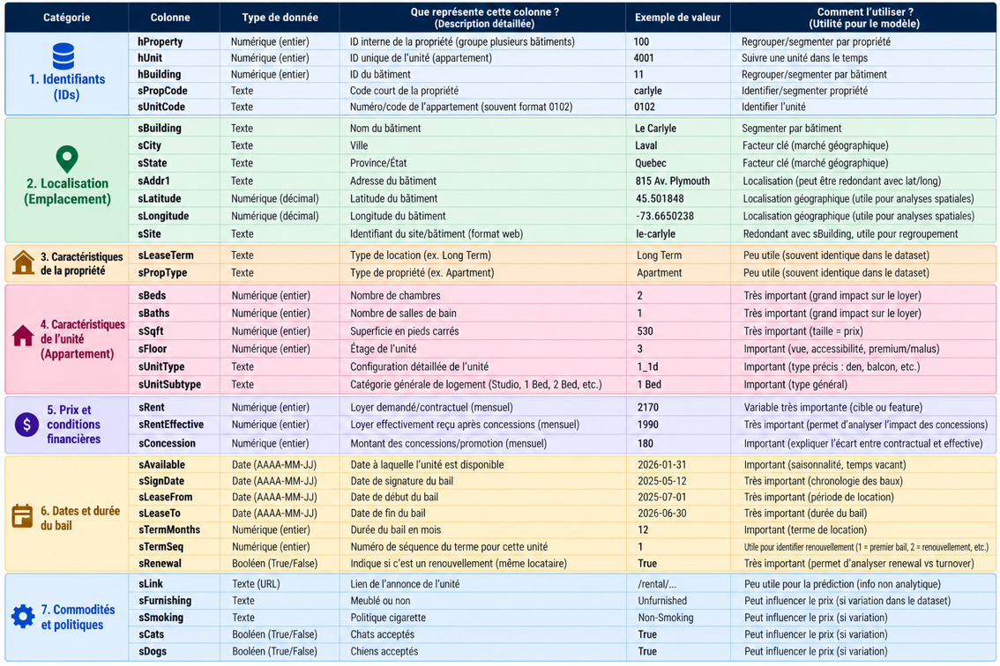 Catégorie Colonne Type de donnée Que représente cette colonne ? (Description détaillée) Exemple de valeur Comment l'utiliser ? (Utilité pour le modèle)
1. Identifiants (IDs)
hProperty Numérique (entier) ID interne de la propriété (groupe plusieurs bâtiments) 100 Regrouper/segmenter par propriété
hUnit Numérique (entier) ID unique de l'unité (appartement) 4001 Suivre une unité dans le temps
hBuilding Numérique (entier) ID du bâtiment 11 Regrouper/segmenter par bâtiment
sPropCode Texte Code court de la propriété carlyle Identifier/segmenter propriété
sUnitCode Texte Numéro/code de l'appartement (souvent format 0102) 0102 Identifier l'unité
2. Localisation (Emplacement)
sBuilding Texte Nom du bâtiment Le Carlyle Segmenter par bâtiment
sCity Texte Ville Laval Facteur clé (marché géographique)
sState Texte Province/État Quebec Facteur clé (marché géographique)
sAddr1 Texte Adresse du bâtiment 815 Av. Plymouth Localisation (peut être redondant avec lat/long)
sLatitude Numérique (décimal) Latitude du bâtiment 45.501848 Localisation géographique (utile pour analyses spatiales)
sLongitude Numérique (décimal) Longitude du bâtiment -73.6650238 Localisation géographique (utile pour analyses spatiales)
sSite Texte Identifiant du site/bâtiment (format web) le-carlyle Redondant avec sBuilding, utile pour regroupement
3. Caractéristiques de la propriété
sLeaseTerm Texte Type de location (ex. Long Term) Long Term Peu utile (souvent identique dans le dataset)
sPropType Texte Type de propriété (ex. Apartment) Apartment Peu utile (souvent identique dans le dataset)
4. Caractéristiques de l'unité (Appartement)
sBeds Numérique (entier) Nombre de chambres 2 Très important (grand impact sur le loyer)
sBaths Numérique (entier) Nombre de salles de bain 1 Très important (grand impact sur le loyer)
sSqft Numérique (entier) Superficie en pieds carrés 530 Très important (taille = prix)
sFloor Numérique (entier) Étage de l'unité 3 Important (vue, accessibilité, premium/malus)
sUnitType Texte Configuration détaillée de l'unité 1_1d Important (type précis : den, balcon, etc.)
sUnitSubtype Texte Catégorie générale de logement (Studio, 1 Bed, 2 Bed, etc.) 1 Bed Important (type général)
5. Prix et conditions financières
sRent Numérique (entier) Loyer demandé/contractuel (mensuel) 2170 Variable très importante (cible ou feature)
sRentEffective Numérique (entier) Loyer effectivement reçu après concessions (mensuel) 1990 Très important (permet d'analyser l'impact des concessions)
sConcession Numérique (entier) Montant des concessions/promotion (mensuel) 180 Important (expliquer l'écart entre contractual et effective)
6. Dates et durée du bail
sAvailable Date (AAAA-MM-JJ) Date à laquelle l'unité est disponible 2026-01-31 Important (saisonnalité, temps vacant)
sSignDate Date (AAAA-MM-JJ) Date de signature du bail 2025-05-12 Très important (chronologie des baux)
sLeaseFrom Date (AAAA-MM-JJ) Date de début du bail 2025-07-01 Très important (période de location)
sLeaseTo Date (AAAA-MM-JJ) Date de fin du bail 2026-06-30 Très important (durée du bail)
sTermMonths Numérique (entier) Durée du bail en mois 12 Important (terme de location)
sTermSeq Numérique (entier) Numéro de séquence du terme pour cette unité 1 Utile pour identifier renouvellement (1 = premier bail, 2 = renouvellement, etc.)
sRenewal Booléen (True/False) Indique si c'est un renouvellement (même locataire) True Très important (permet d'analyser renewal vs turnover)
7. Commodités et politiques
sLink Texte (URL) Lien de l'annonce de l'unité /rental/... Peu utile pour la prédiction (info non analytique)
sFurnishing Texte Meublé ou non Unfurnished Peut influencer le prix (si variation dans le dataset)
sSmoking Texte Politique cigarette Non-Smoking Peut influencer le prix (si variation)
sCats Booléen (True/False) Chats acceptés True Peut influencer le prix (si variation)
sDogs Booléen (True/False) Chiens acceptés True Peut influencer le prix (si variation)